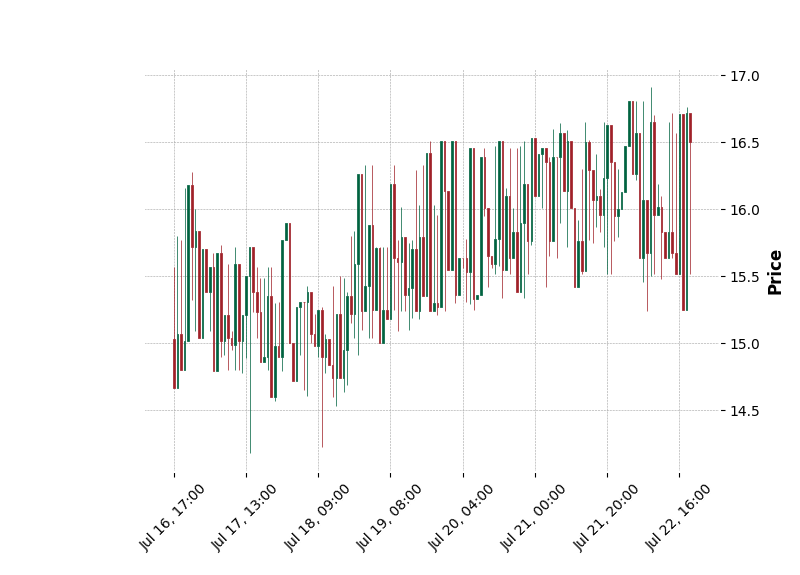 17.0
16.5
16.0
15.5
15.0
14.5
Price
Jul 16, 17:00
Jul 17, 13:00
Jul 18, 09:00
Jul 19, 08:00
Jul 20, 04:00
Jul 21, 00:00
Jul 21, 20:00
Jul 22, 16:00